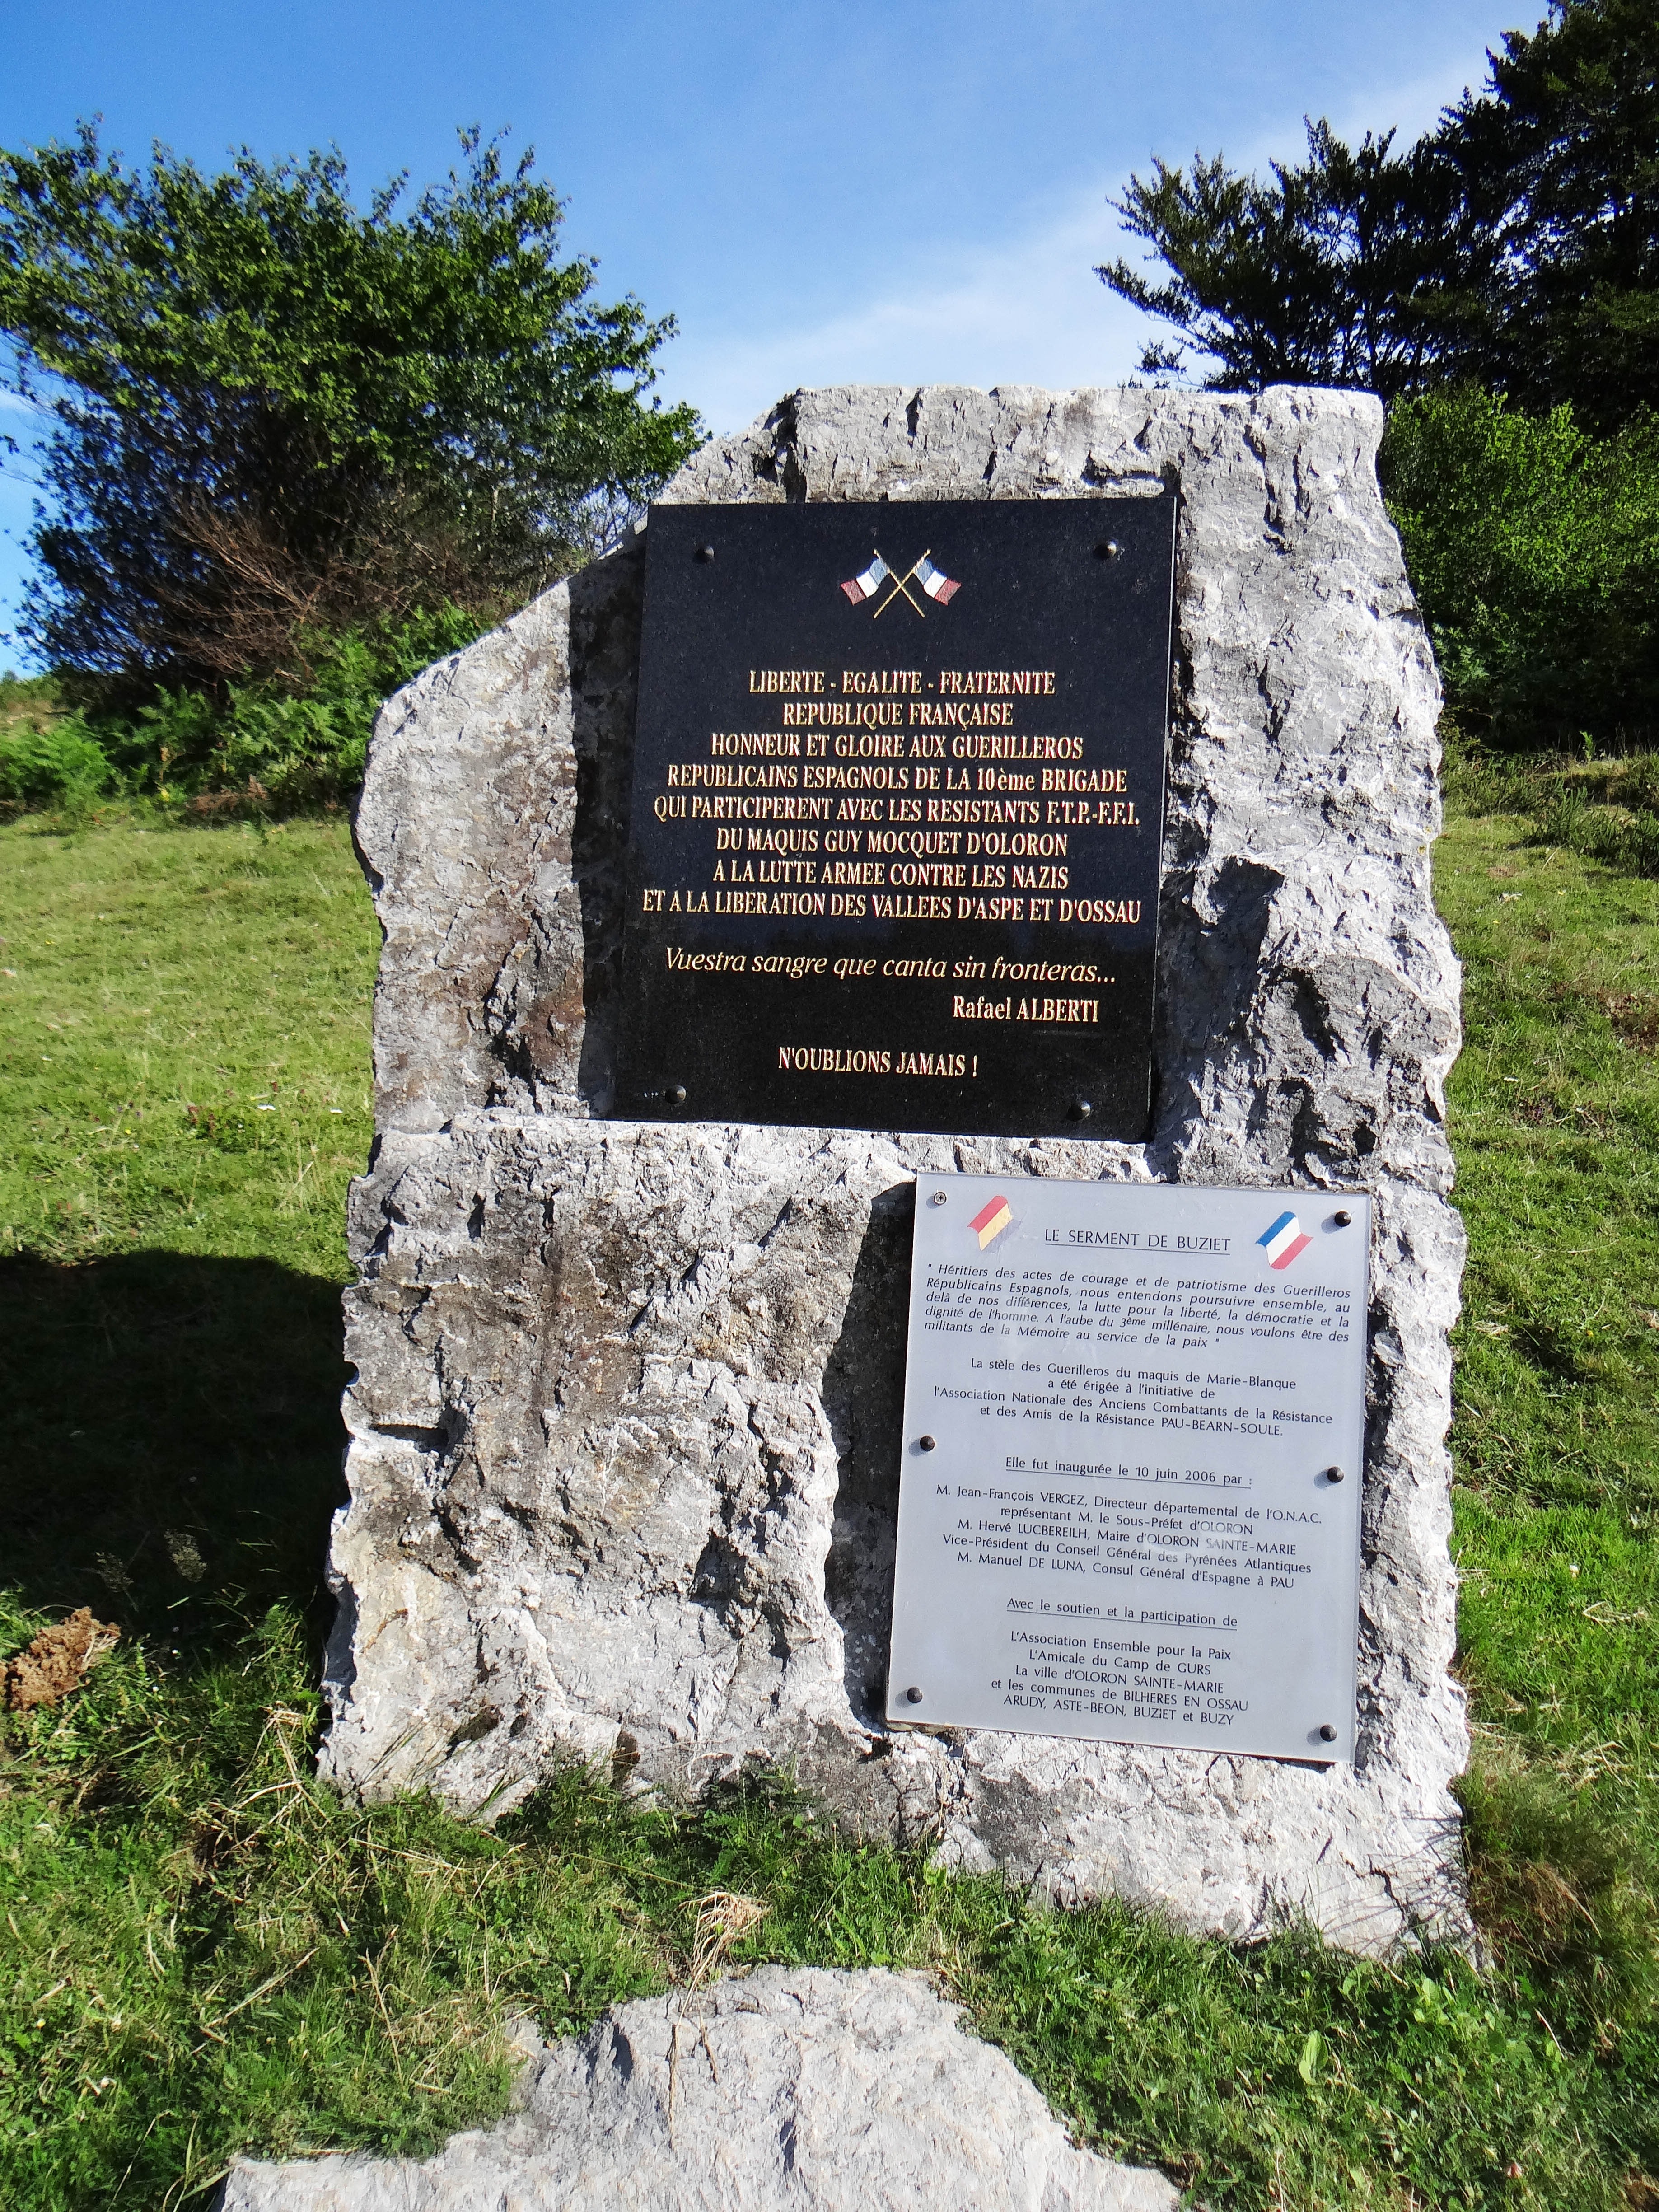 LIBERTE - EGALITE - FRATERNITE
REPUBLIQUE FRANÇAISE
HONNEUR ET GLOIRE AUX GUERILLEROS
REPUBLICAINS ESPAGNOLS DE LA 10ème BRIGADE
QUI PARTICIPERENT AVEC LES RESISTANTS F.T.P.-F.F.I.
DU MAQUIS GUY MOCQUET D'OLORON
A LA LUTTE ARMEE CONTRE LES NAZIS
ET A LA LIBERATION DES VALLEES D'ASPE ET D'OSSAU
Vuestra sangre que canta sin fronteras...
Rafael ALBERTI
N'OUBLIONS JAMAIS !
LE SERMENT DE BUZIET
" Héritiers des actes de courage et de patriotisme des Guerilleros
Républicains Espagnols, nous entendons poursuivre ensemble, au
delà de nos différences, la lutte pour la liberté, la démocratie et la
dignité de l'homme. A l'aube du 3ème millénaire, nous voulons être des
militants de la Mémoire au service de la paix "
La stèle des Guerilleros du maquis de Marie-Blanque
a été érigée à l'initiative de
l'Association Nationale des Anciens Combattants de la Résistance
et des Amis de la Résistance PAU-BEARN-SOULE.
Elle fut inaugurée le 10 juin 2006 par :
M. Jean-François VERGEZ, Directeur départemental de l'O.N.A.C.
représentant M. le Sous-Préfet d'OLORON
M. Hervé LUCBEREILH, Maire d'OLORON SAINTE-MARIE
Vice-Président du Conseil Général des Pyrénées Atlantiques
M. Manuel DE LUNA, Consul Général d'Espagne à PAU
Avec le soutien et la participation de
L'Association Ensemble pour la Paix
L'Amicale du Camp de GURS
La ville d'OLORON SAINTE-MARIE
et les communes de BILHERES EN OSSAU
ARUDY, ASTE-BEON, BUZIET et BUZY